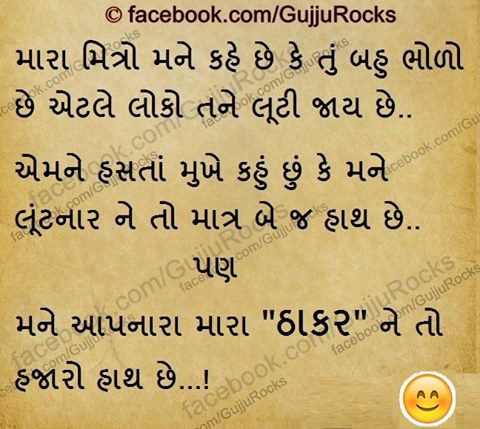 © facebook.com/GujjuRocks
મારા મિત્રો મને કહે છે કે તું બહુ ભોળો
છે એટલે લોકો તને લૂટી જાય છે..
એમને હસતાં મુખે કહું છું કે મને
લૂંટનાર ને તો માત્ર બે જ હાથ છે..
પણ
મને આપનારા મારા "ઠાકર" ને તો
હજારો હાથ છે...!